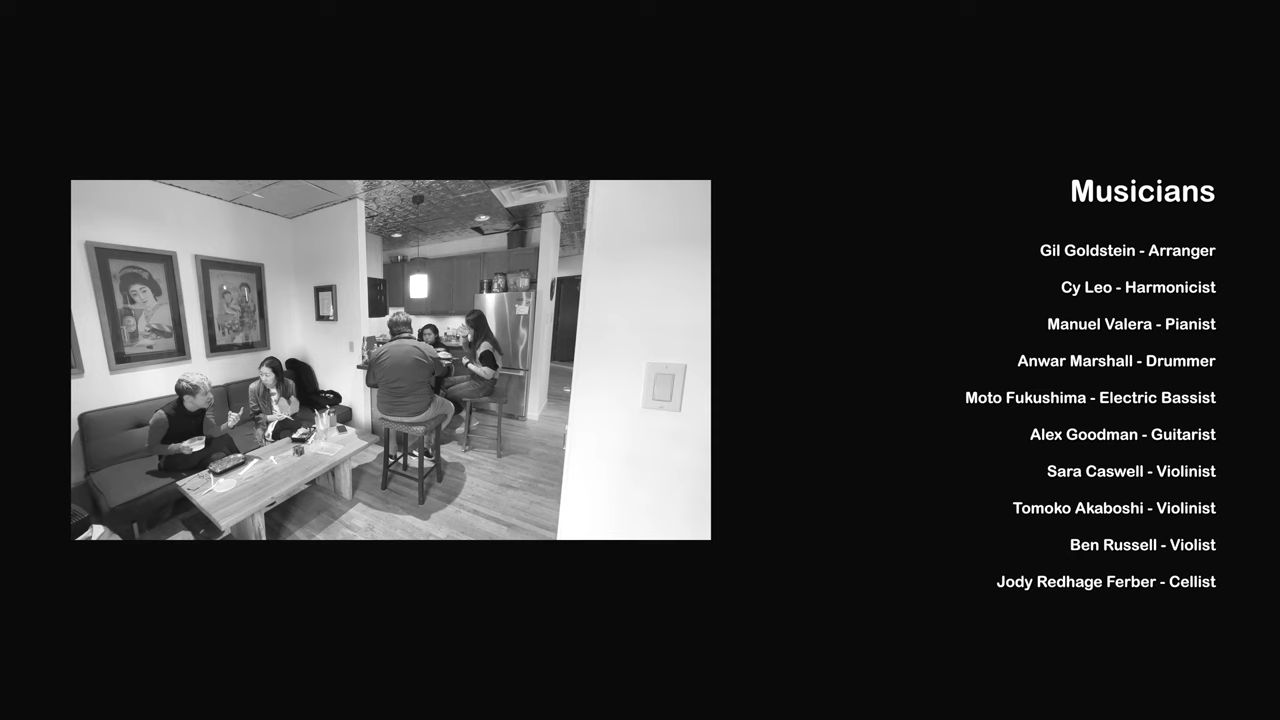 Musicians
Gil Goldstein - Arranger
Cy Leo - Harmonicist
Manuel Valera - Pianist
Anwar Marshall - Drummer
Moto Fukushima - Electric Bassist
Alex Goodman - Guitarist
Sara Caswell - Violinist
Tomoko Akaboshi - Violinist
Ben Russell - Violist
Jody Redhage Ferber - Cellist